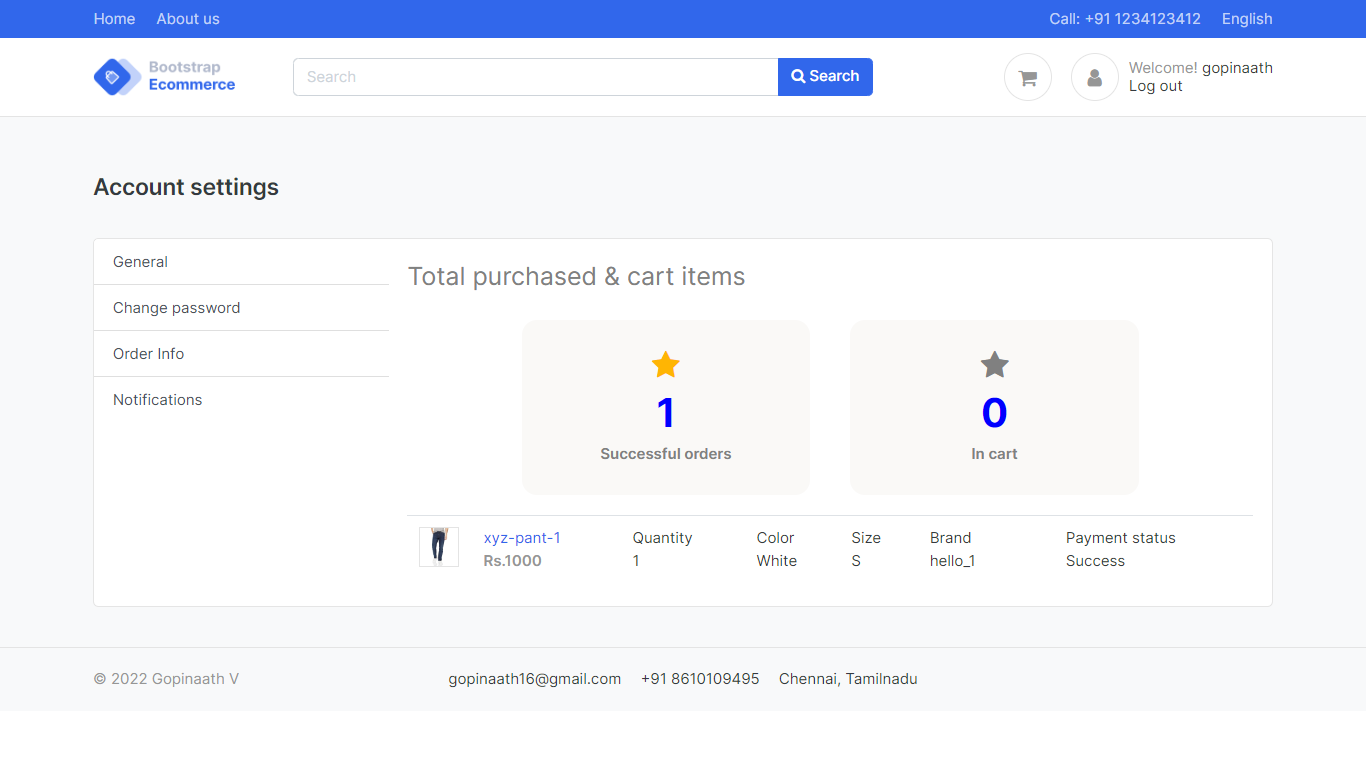 Home About us Call: +91 1234123412 English
Bootstrap
Ecommerce
Search
Search
Welcome! gopinaath
Log out
Account settings
General
Change password
Order Info
Notifications
Total purchased & cart items
1
Successful orders
0
In cart
xyz-pant-1 Quantity Color Size Brand Payment status
Rs.1000 1 White S hello_1 Success
© 2022 Gopinaath V gopinaath16@gmail.com +91 8610109495 Chennai, Tamilnadu